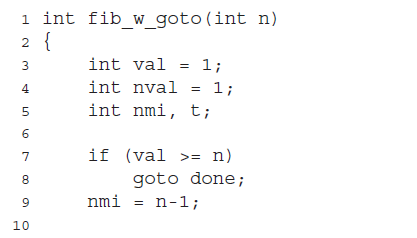 1 int fib_w_goto(int n)
2 {
3     int val = 1;
4     int nval = 1;
5     int nmi, t;
6
7     if (val >= n)
8         goto done;
9     nmi = n-1;
10